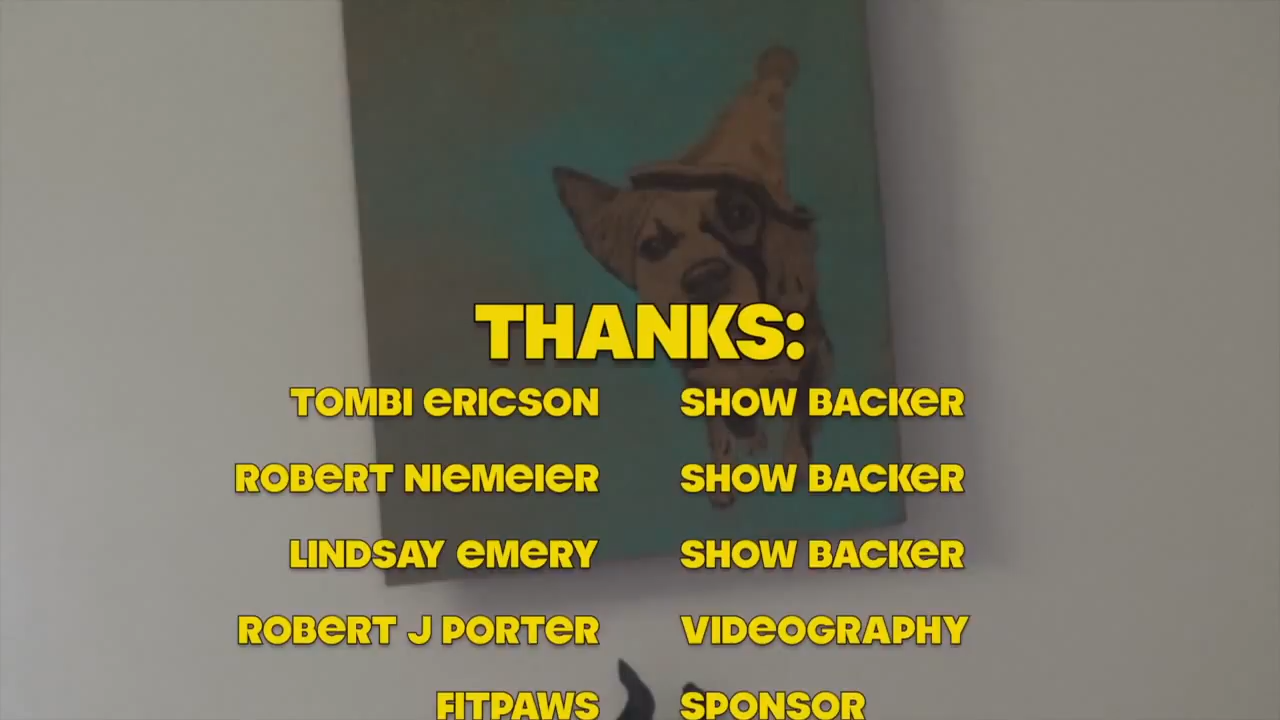 THANKS:
TOMBI ERICSON SHOW BACKER
ROBERT NIEMEIER SHOW BACKER
LINDSAY EMERY SHOW BACKER
ROBERT J PORTER VIDEOGRAPHY
FITPAWS SPONSOR